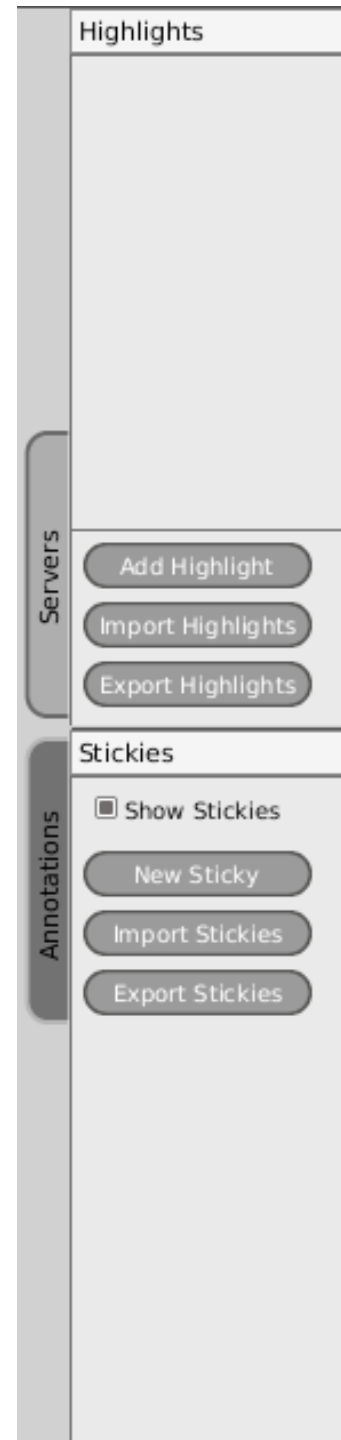 Highlights
Servers
Add Highlight
Import Highlights
Export Highlights
Stickies
Annotations
Show Stickies
New Sticky
Import Stickies
Export Stickies